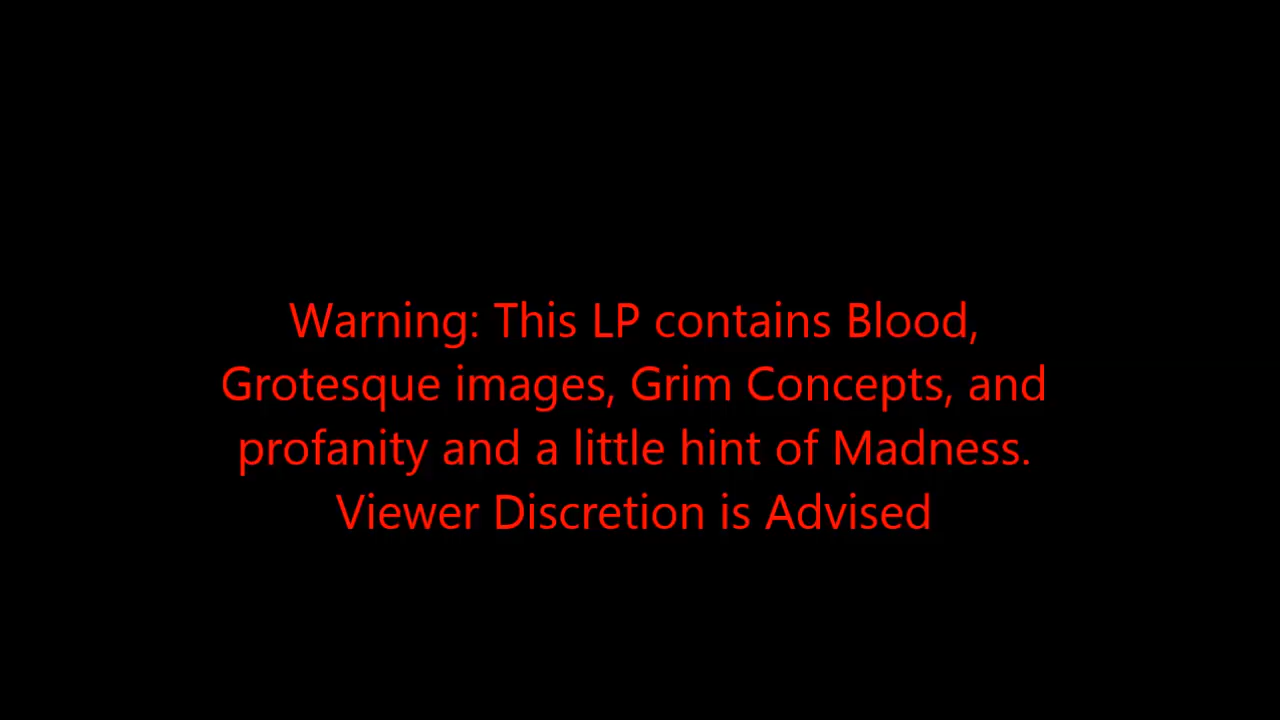 Warning: This LP contains Blood,
Grotesque images, Grim Concepts, and
profanity and a little hint of Madness.
Viewer Discretion is Advised